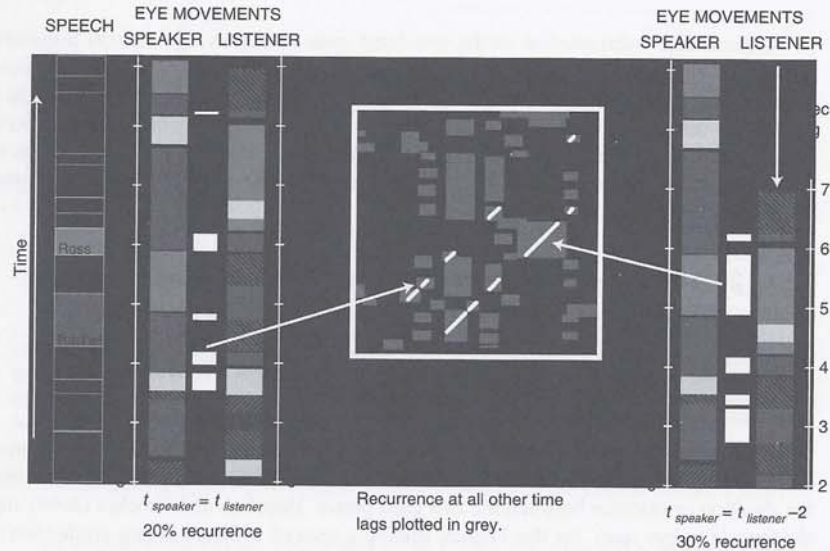 SPEECH
EYE MOVEMENTS
SPEAKER LISTENER
EYE MOVEMENTS
SPEAKER LISTENER
Time
Ross
7
6
5
4
3
2
t speaker = t listener
20% recurrence
Recurrence at all other time
lags plotted in grey.
t speaker = t listener −2
30% recurrence